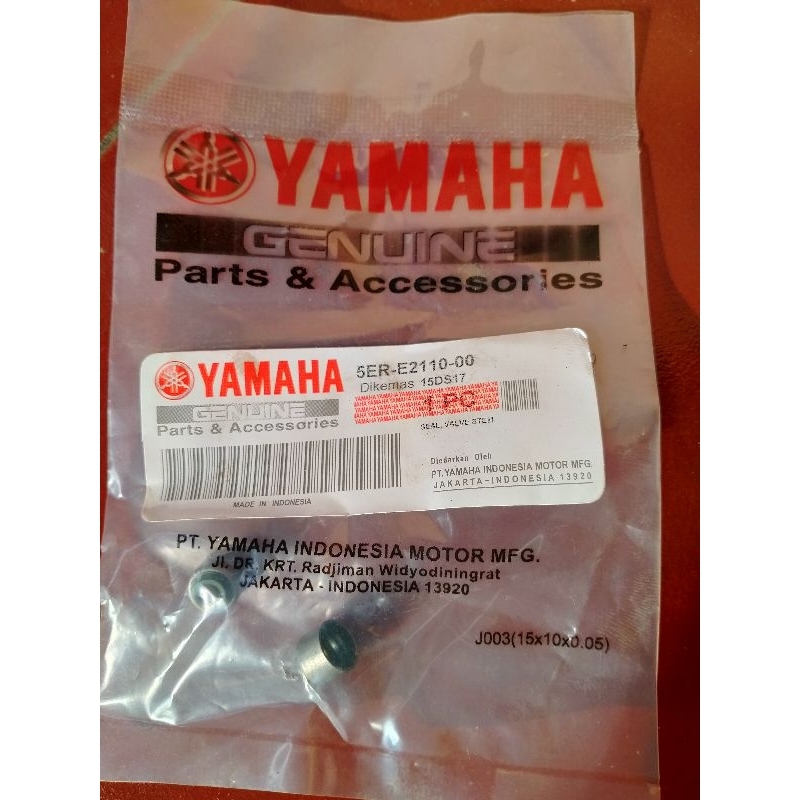 YAMAHA
GENUINE
Parts & Accessories
YAMAHA
GENUINE
Parts & Accessories
5ER-E2110-00
Dikemas 15DS17
1 PC
SEAL, VALVE STEM
Diedarkan Oleh
PT.YAMAHA INDONESIA MOTOR MFG.
JAKARTA-INDONESIA 13920
MADE IN INDONESIA
PT. YAMAHA INDONESIA MOTOR MFG.
Jl. DR. KRT. Radjiman Widyodiningrat
JAKARTA - INDONESIA 13920
J003(15x10x0.05)